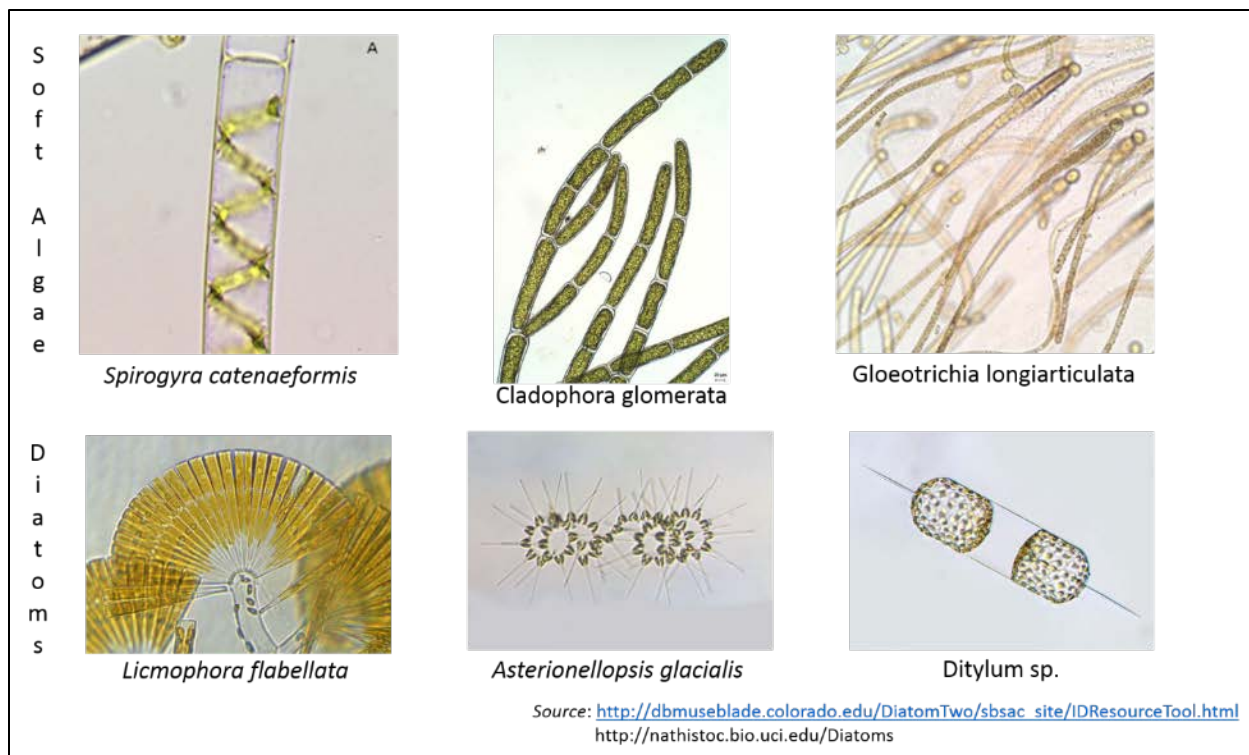 Soft Algae
A
Spirogyra catenaeformis
Cladophora glomerata
Gloeotrichia longiarticulata
Diatoms
Licmophora flabellata
Asterionellopsis glacialis
Ditylum sp.
Source: http://dbmuseblade.colorado.edu/DiatomTwo/sbsac_site/IDResourceTool.html
http://nathistoc.bio.uci.edu/Diatoms